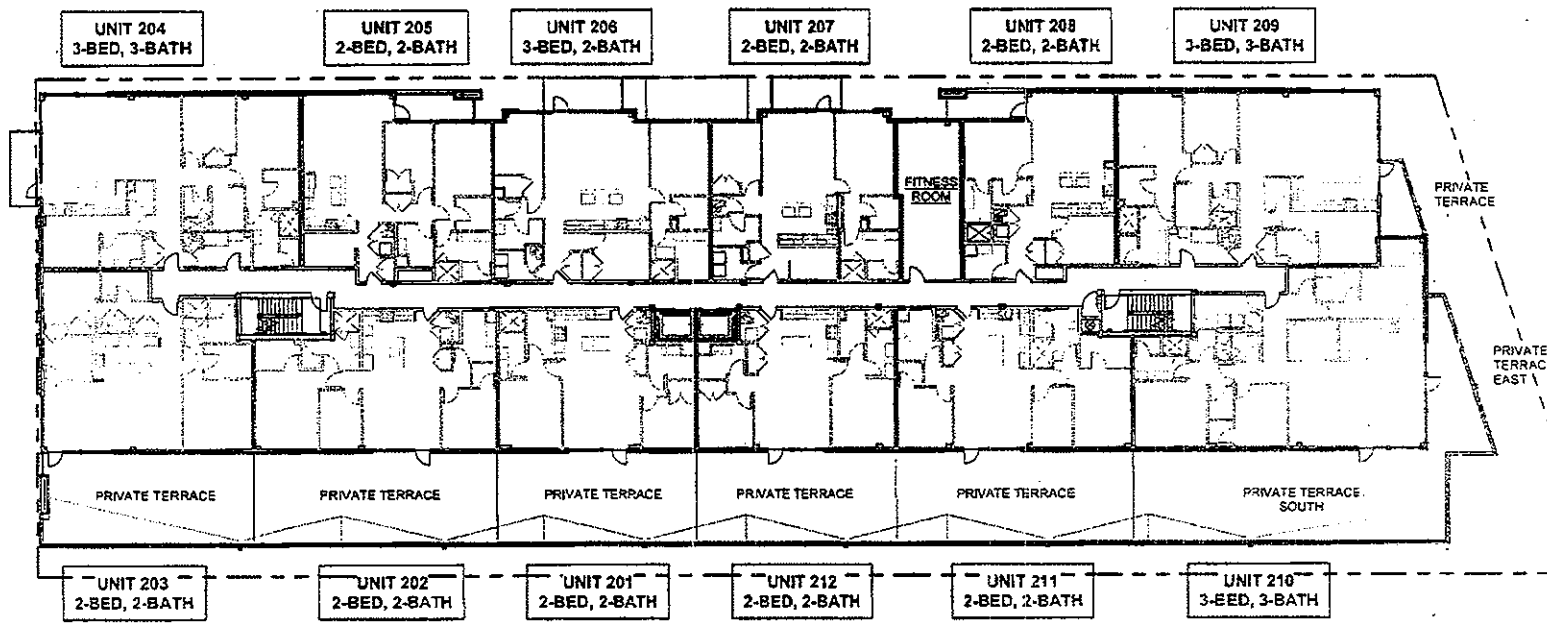 UNIT 204
3-BED, 3-BATH
UNIT 205
2-BED, 2-BATH
UNIT 206
3-BED, 2-BATH
UNIT 207
2-BED, 2-BATH
UNIT 208
2-BED, 2-BATH
UNIT 209
3-BED, 3-BATH
FITNESS
ROOM
PRIVATE
TERRACE
PRIVATE
TERRAC
EAST
PRIVATE TERRACE
PRIVATE TERRACE
PRIVATE TERRACE
PRIVATE TERRACE
PRIVATE TERRACE
PRIVATE TERRACE
SOUTH
UNIT 203
2-BED, 2-BATH
UNIT 202
2-BED, 2-BATH
UNIT 201
2-BED, 2-BATH
UNIT 212
2-BED, 2-BATH
UNIT 211
2-BED, 2-BATH
UNIT 210
3-BED, 3-BATH